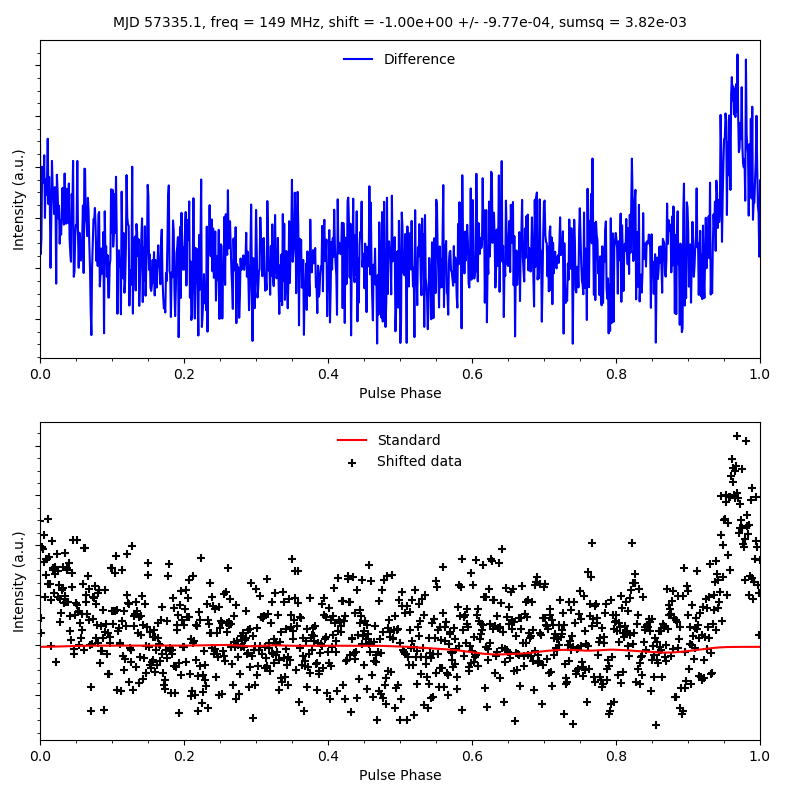 MJD 57335.1, freq = 149 MHz, shift = -1.00e+00 +/- -9.77e-04, sumsq = 3.82e-03
Difference
Intensity (a.u.)
0.0 0.2 0.4 0.6 0.8 1.0
Pulse Phase
Standard
Shifted data
Intensity (a.u.)
0.0 0.2 0.4 0.6 0.8 1.0
Pulse Phase